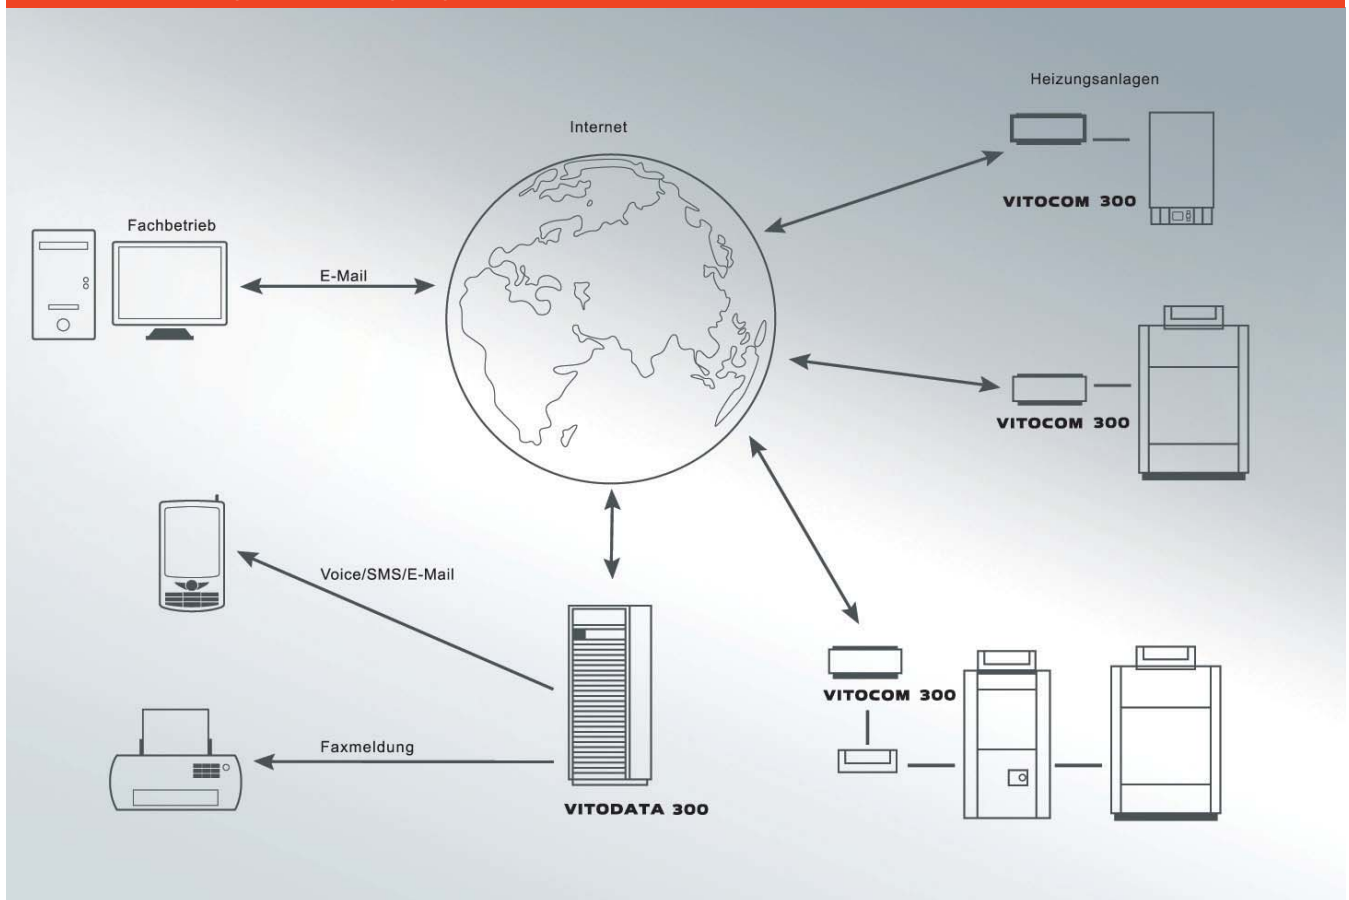 Heizungsanlagen
Internet
VITOCOM 300
Fachbetrieb
E-Mail
VITOCOM 300
Voice/SMS/E-Mail
VITOCOM 300
Faxmeldung
VITODATA 300